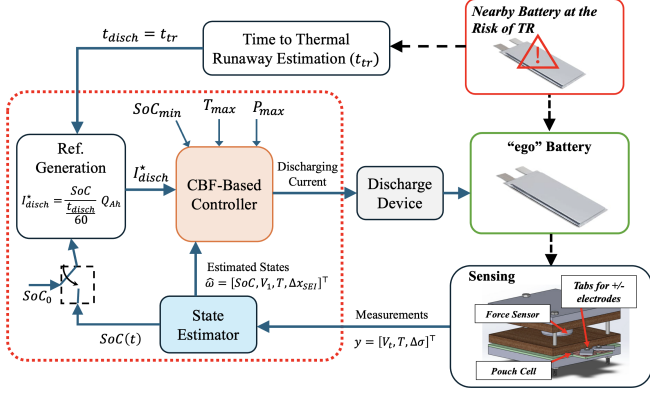 t_disch = t_tr
Time to Thermal
Runaway Estimation (t_tr)
Nearby Battery at the
Risk of TR
!
SoC_min
T_max
P_max
Ref.
Generation
I*_disch = SoC / (t_disch / 60) Q_Ah
I*_disch
CBF-Based
Controller
Discharging
Current
Discharge
Device
"ego" Battery
SoC_0
Estimated States
ω̂ = [SoC, V_1, T, Δx_SEI]^⊤
SoC(t)
State
Estimator
Measurements
y = [V_t, T, Δσ]^⊤
Sensing
Tabs for +/-
electrodes
Force Sensor
Pouch Cell